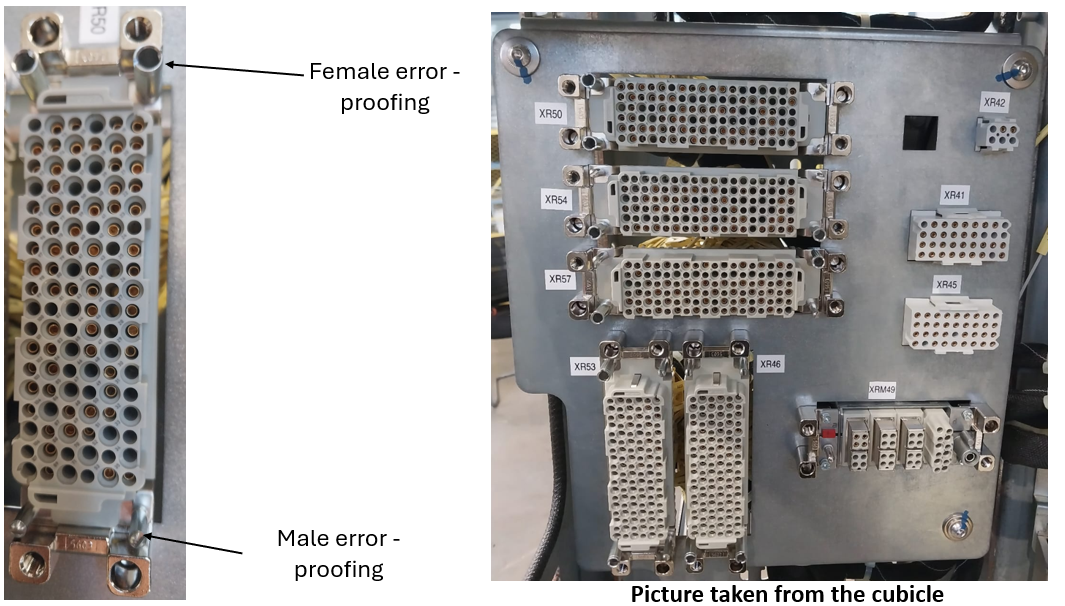 R50
Female error -
proofing
Male error -
proofing
XR50
XR42
XR54
XR41
XR57
XR45
XR53
XR46
XRM49
Picture taken from the cubicle